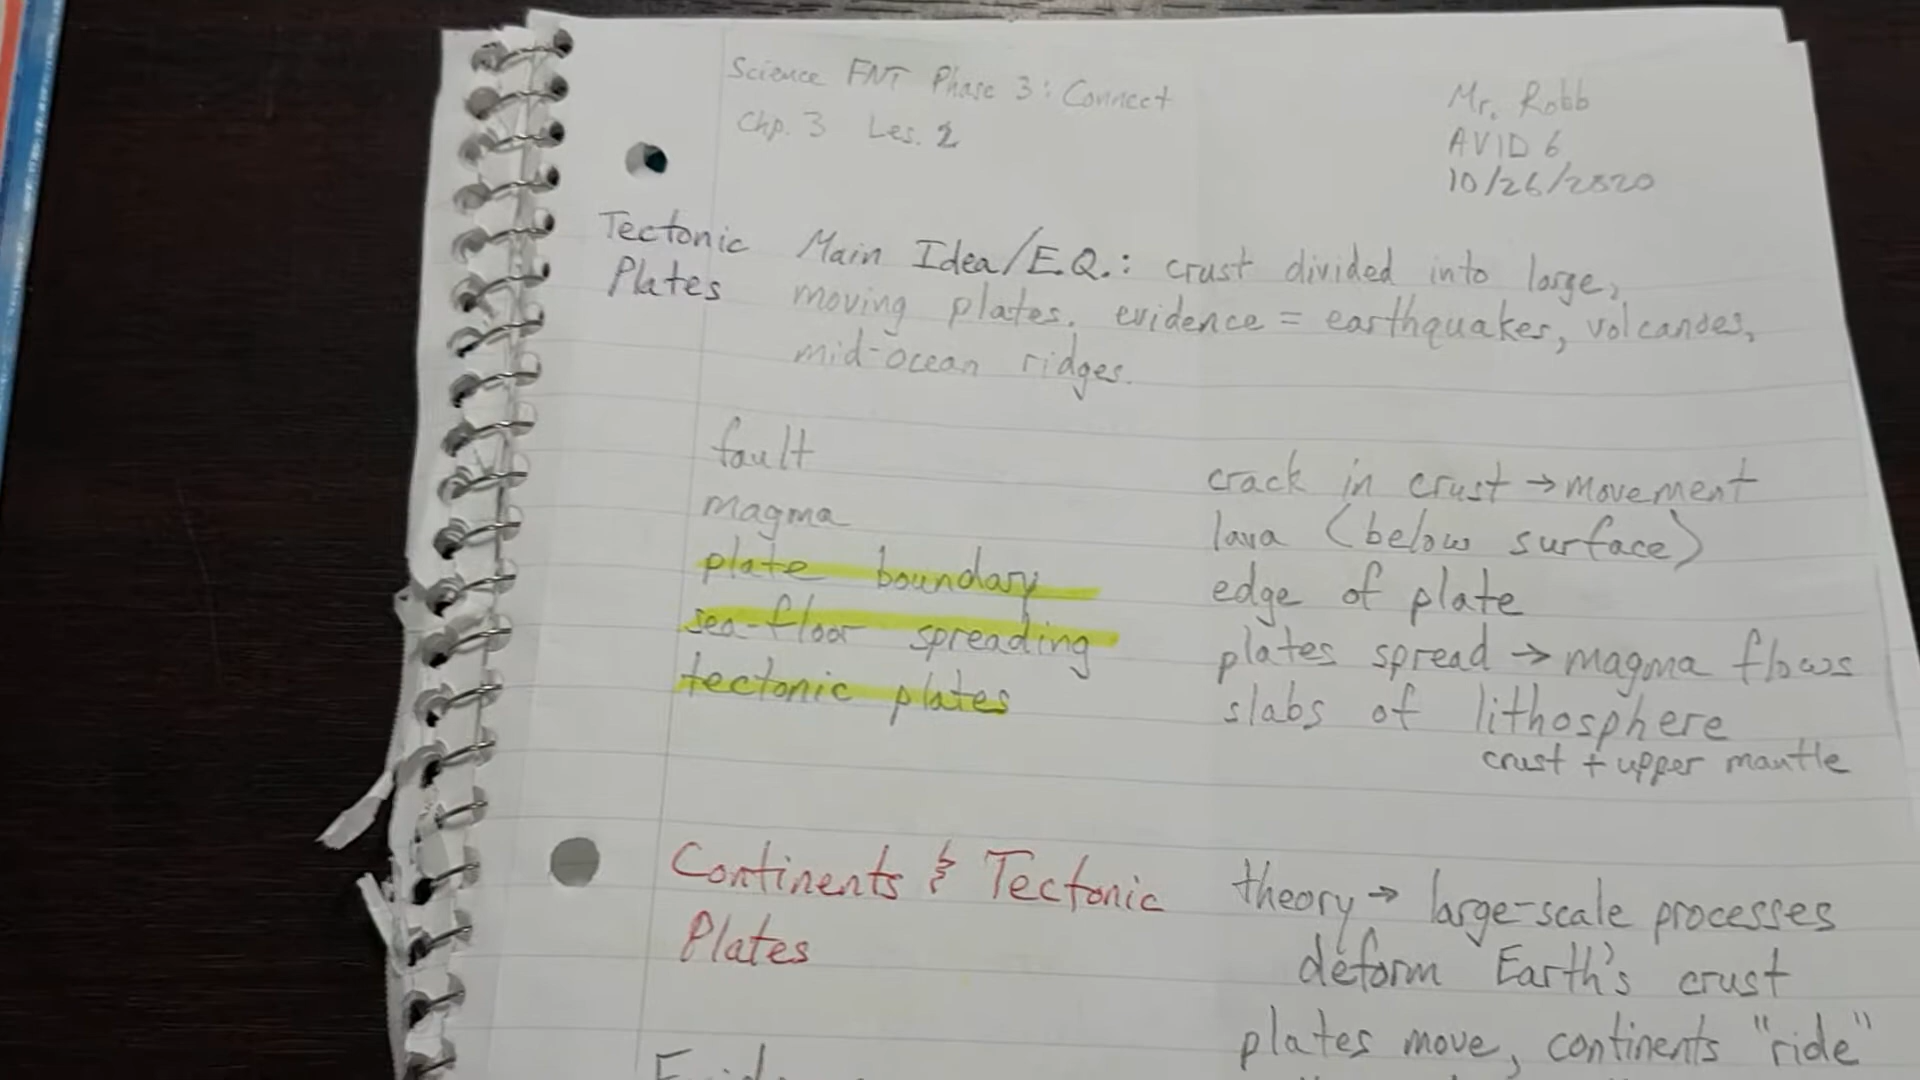 Science FNT Phase 3: Connect
Chp. 3 Les. 2
Mr. Robb
AVID 6
10/26/2020
Tectonic
Plates
Main Idea/E.Q.: crust divided into large,
moving plates. evidence = earthquakes, volcanoes,
mid-ocean ridges.
fault
crack in crust → movement
magma
lava (below surface)
plate boundary
edge of plate
sea-floor spreading
plates spread → magma flows
tectonic plates
slabs of lithosphere
crust + upper mantle
Continents & Tectonic
Plates
theory → large-scale processes
deform Earth's crust
plates move, continents "ride"